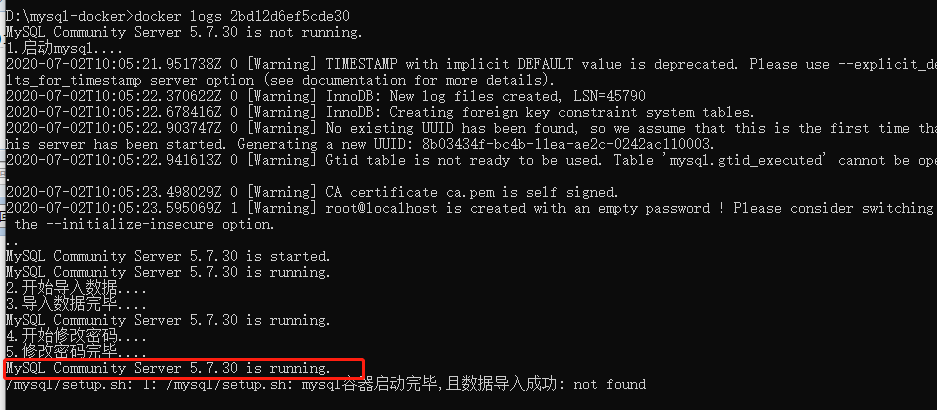 D:\mysql-docker>docker logs 2bd12d6ef5cde30
MySQL Community Server 5.7.30 is not running.
1.启动mysql....
2020-07-02T10:05:21.951738Z 0 [Warning] TIMESTAMP with implicit DEFAULT value is deprecated. Please use --explicit_de
lts_for_timestamp server option (see documentation for more details).
2020-07-02T10:05:22.370622Z 0 [Warning] InnoDB: New log files created, LSN=45790
2020-07-02T10:05:22.678416Z 0 [Warning] InnoDB: Creating foreign key constraint system tables.
2020-07-02T10:05:22.903747Z 0 [Warning] No existing UUID has been found, so we assume that this is the first time tha
his server has been started. Generating a new UUID: 8b03434f-bc4b-11ea-ae2c-0242ac110003.
2020-07-02T10:05:22.941613Z 0 [Warning] Gtid table is not ready to be used. Table 'mysql.gtid_executed' cannot be ope
.
2020-07-02T10:05:23.498029Z 0 [Warning] CA certificate ca.pem is self signed.
2020-07-02T10:05:23.595069Z 1 [Warning] root@localhost is created with an empty password ! Please consider switching
 the --initialize-insecure option.
..
MySQL Community Server 5.7.30 is started.
MySQL Community Server 5.7.30 is running.
2.开始导入数据....
3.导入数据完毕....
MySQL Community Server 5.7.30 is running.
4.开始修改密码....
5.修改密码完毕....
MySQL Community Server 5.7.30 is running.
/mysql/setup.sh: 1: /mysql/setup.sh: mysql容器启动完毕,且数据导入成功: not found